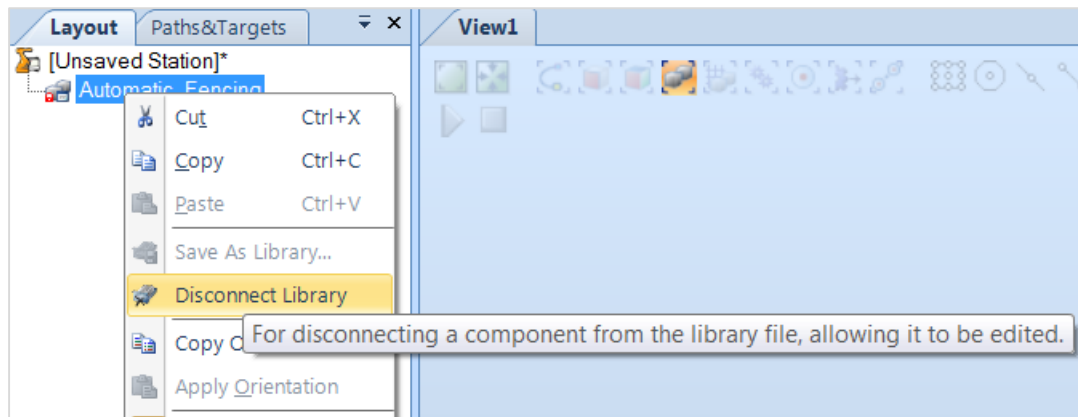 Layout
Paths&Targets
View1
[Unsaved Station]*
Automatic_Fencing
Cut Ctrl+X
Copy Ctrl+C
Paste Ctrl+V
Save As Library...
Disconnect Library
For disconnecting a component from the library file, allowing it to be edited.
Copy O
Apply Orientation